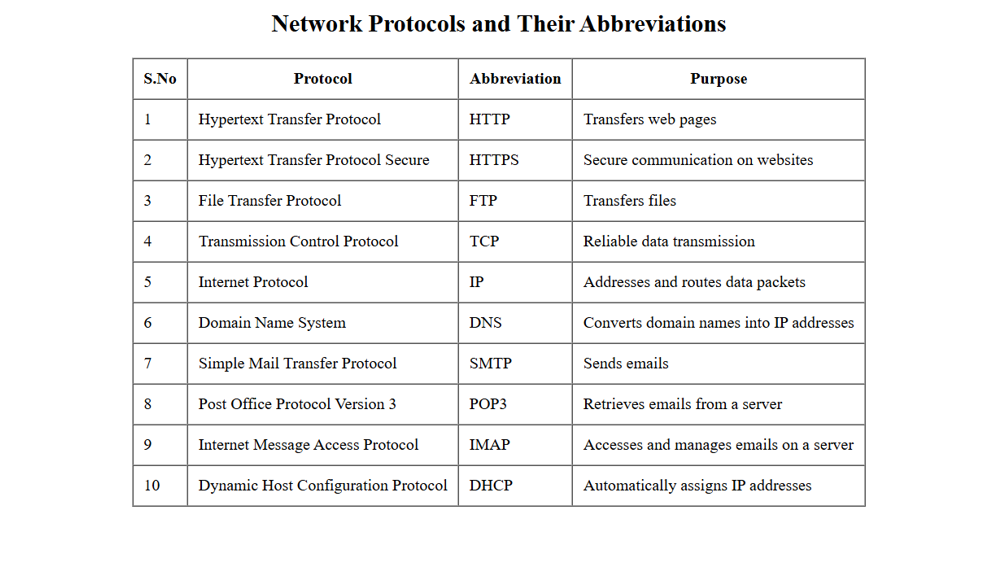 Network Protocols and Their Abbreviations
S.No Protocol Abbreviation Purpose
1 Hypertext Transfer Protocol HTTP Transfers web pages
2 Hypertext Transfer Protocol Secure HTTPS Secure communication on websites
3 File Transfer Protocol FTP Transfers files
4 Transmission Control Protocol TCP Reliable data transmission
5 Internet Protocol IP Addresses and routes data packets
6 Domain Name System DNS Converts domain names into IP addresses
7 Simple Mail Transfer Protocol SMTP Sends emails
8 Post Office Protocol Version 3 POP3 Retrieves emails from a server
9 Internet Message Access Protocol IMAP Accesses and manages emails on a server
10 Dynamic Host Configuration Protocol DHCP Automatically assigns IP addresses